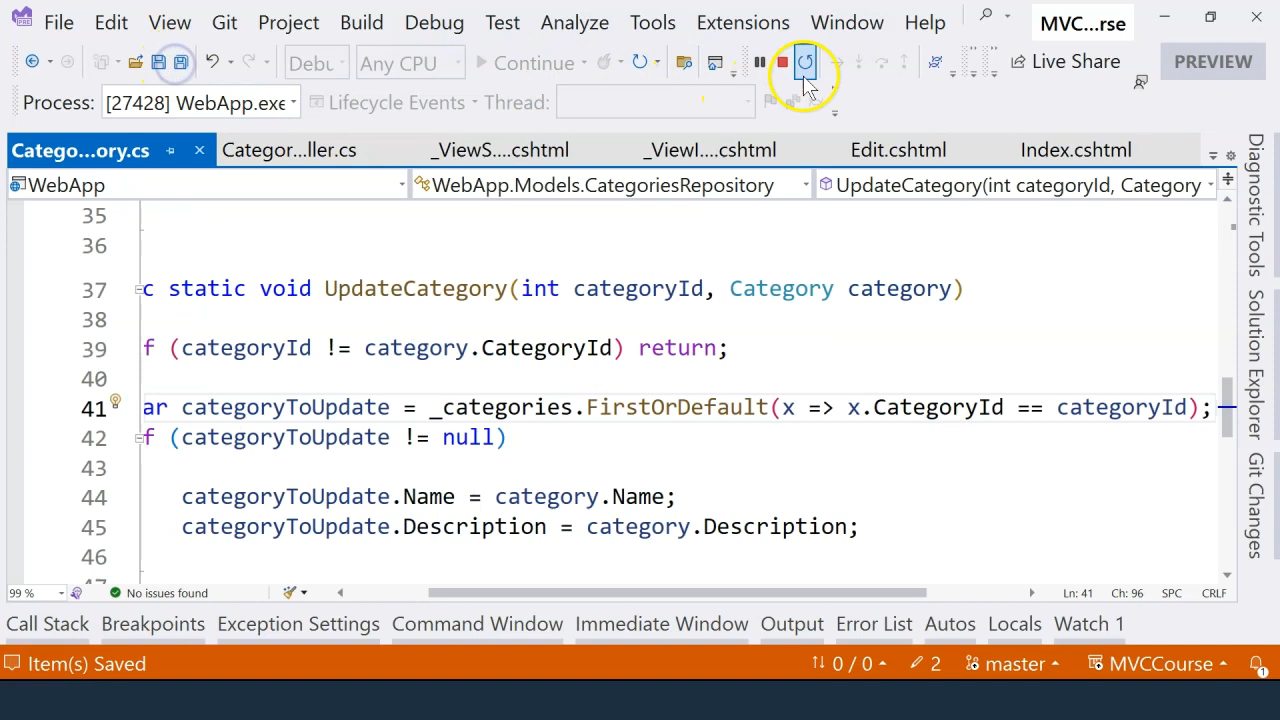 File Edit View Git Project Build Debug Test Analyze Tools Extensions Window Help MVC...rse
Debu Any CPU Continue Live Share PREVIEW
Process: [27428] WebApp.exe Lifecycle Events Thread:
Catego...ory.cs Categor...ller.cs _ViewS....cshtml _ViewI....cshtml Edit.cshtml Index.cshtml
WebApp WebApp.Models.CategoriesRepository UpdateCategory(int categoryId, Category
35
36
37 c static void UpdateCategory(int categoryId, Category category)
38
39 f (categoryId != category.CategoryId) return;
40
41 ar categoryToUpdate = _categories.FirstOrDefault(x => x.CategoryId == categoryId);
42 f (categoryToUpdate != null)
43
44 categoryToUpdate.Name = category.Name;
45 categoryToUpdate.Description = category.Description;
46
47
Diagnostic Tools
Solution Explorer
Git Changes
99 % No issues found Ln: 41 Ch: 96 SPC CRLF
Call Stack Breakpoints Exception Settings Command Window Immediate Window Output Error List Autos Locals Watch 1
Item(s) Saved 0 / 0 2 master MVCCourse 1